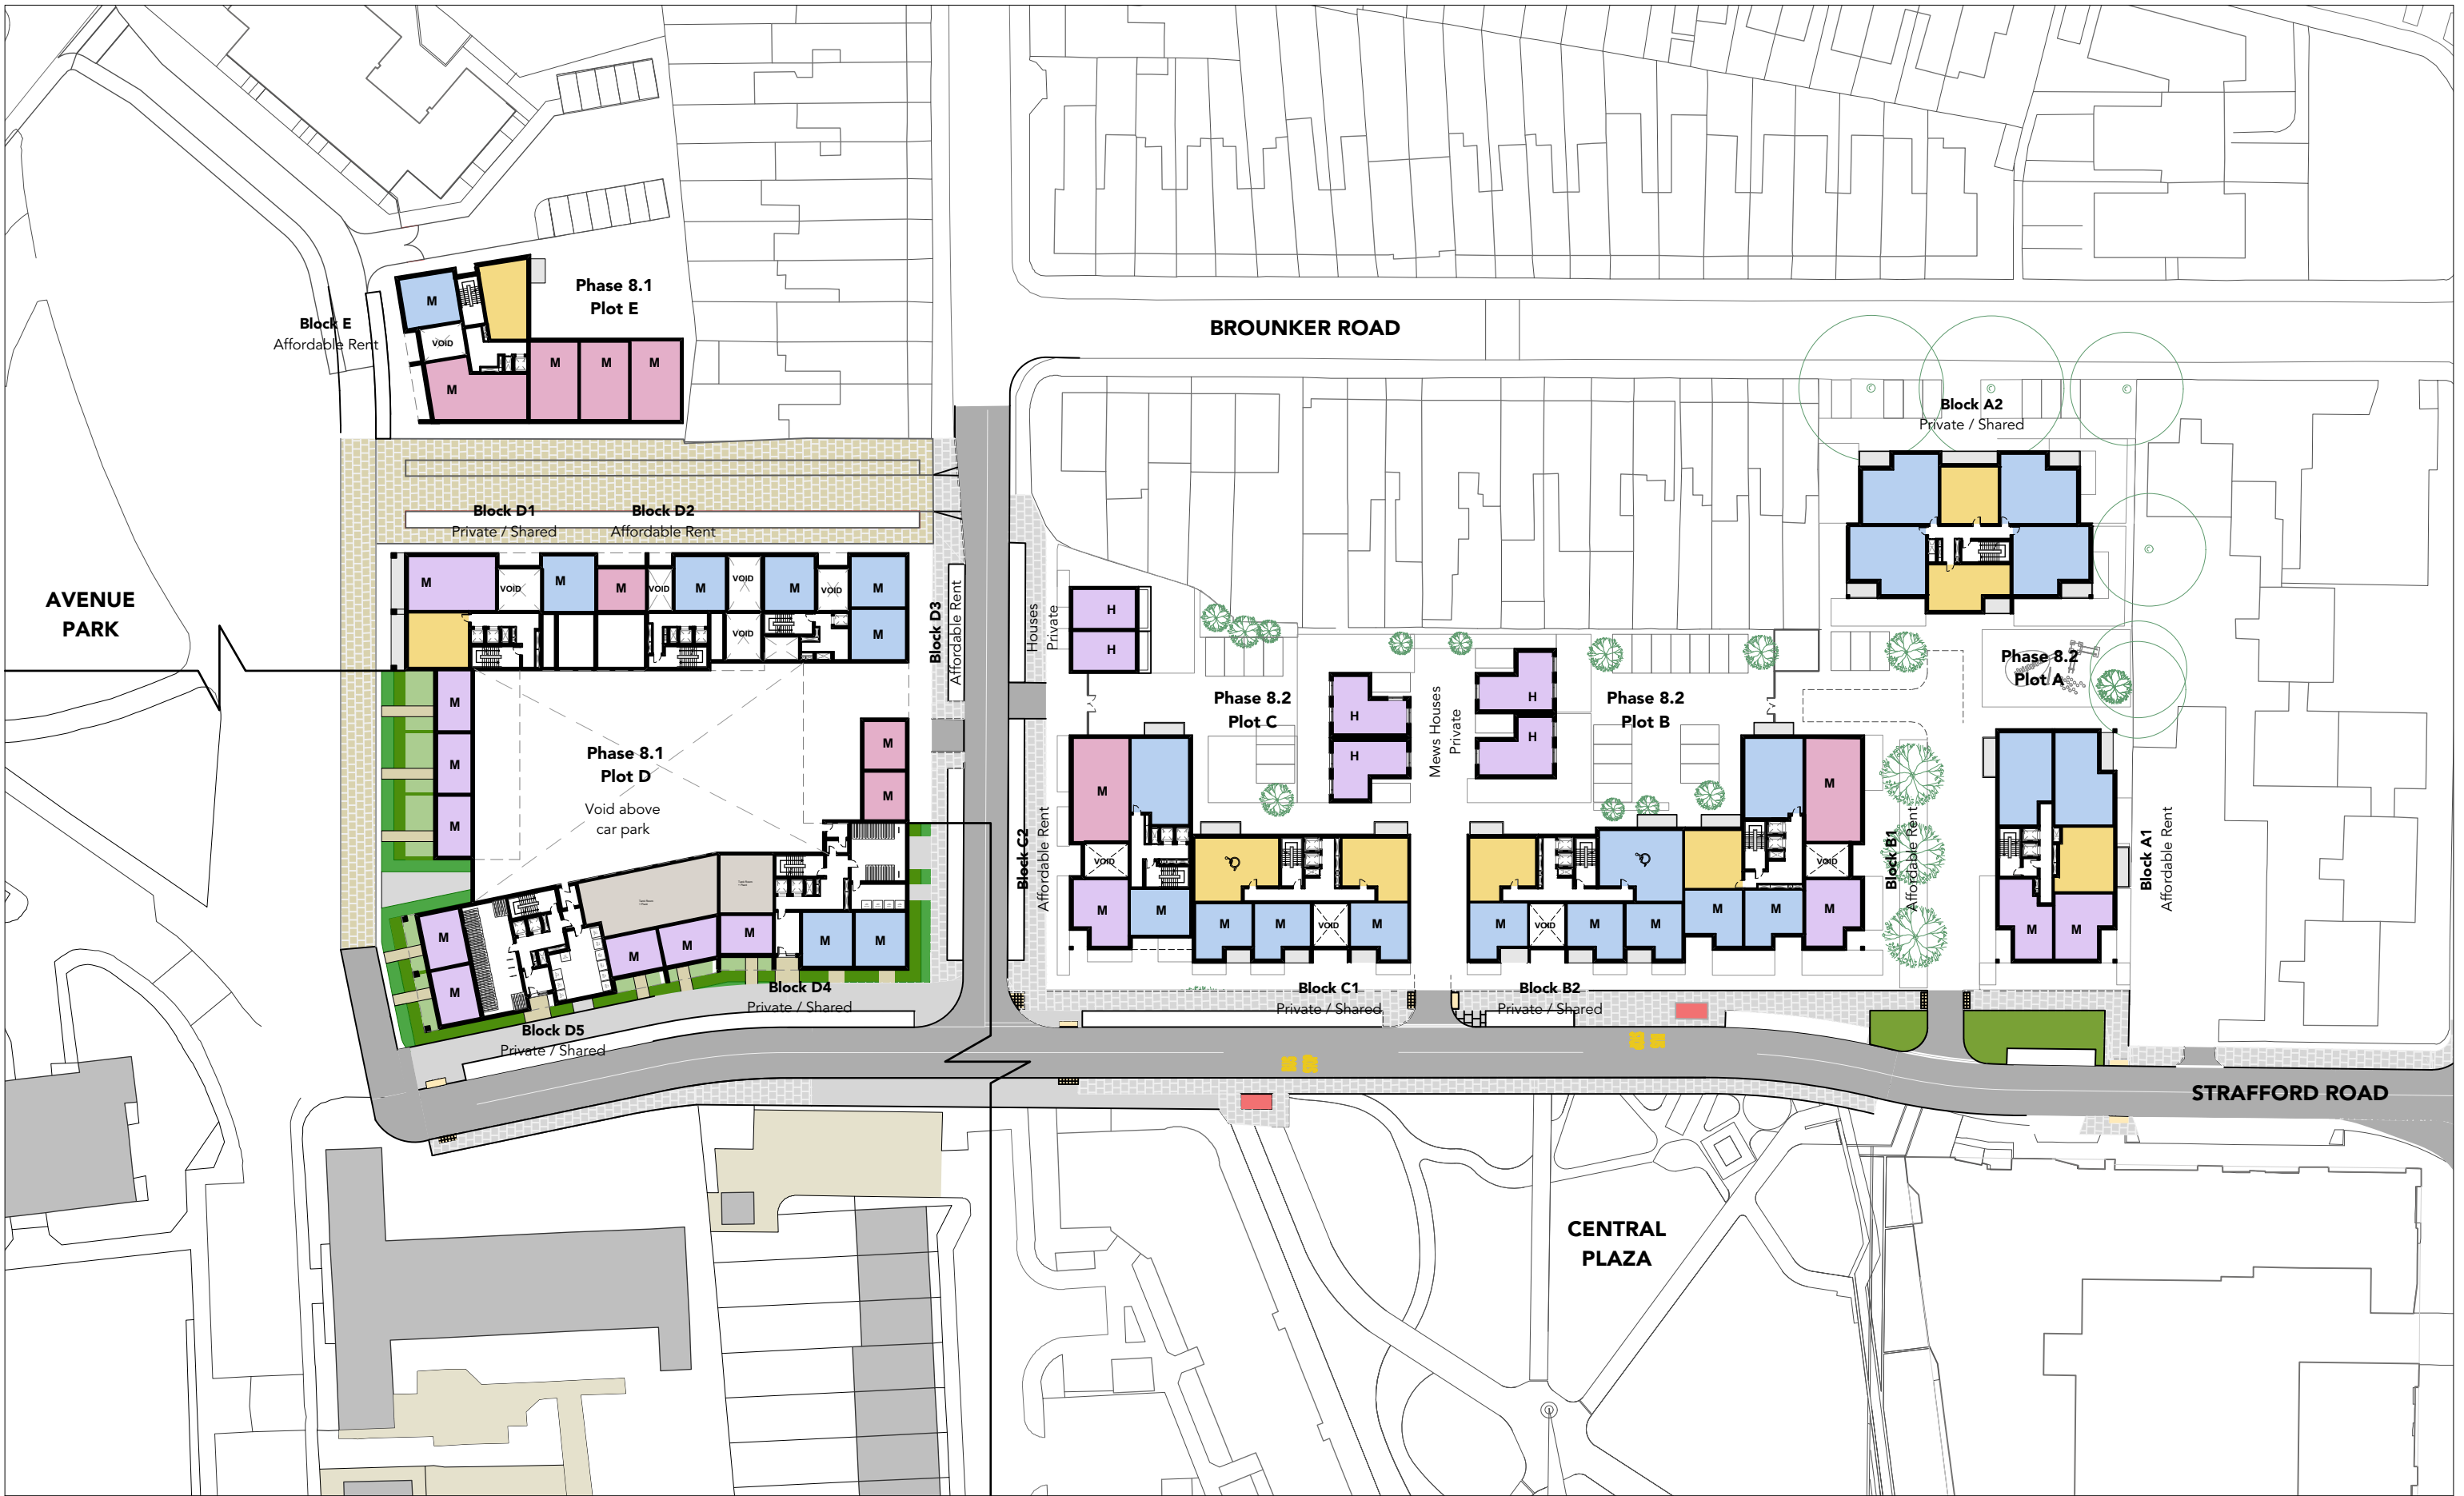 Phase 8.1
Plot E
M
VOID
M
M
M
M
Block E
Affordable Rent
BROUNKER ROAD
Block A2
Private / Shared
Block D1
Private / Shared
Block D2
Affordable Rent
AVENUE
PARK
M
VOID
M
M
VOID
M
VOID
M
VOID
M
VOID
M
Block D3
Affordable Rent
Houses
Private
H
H
M
M
M
Phase 8.1
Plot D
Void above
car park
M
M
Phase 8.2
Plot C
H
H
Mews Houses
Private
H
H
Phase 8.2
Plot B
Phase 8.2
Plot A
M
VOID
M
M
M
M
VOID
M
Block C2
Affordable Rent
M
VOID
M
M
M
M
M
VOID
M
Block B1
Affordable Rent
M
M
Block A1
Affordable Rent
M
M
M
M
M
M
M
Block D4
Private / Shared
Block D5
Private / Shared
Block C1
Private / Shared
Block B2
Private / Shared
STRAFFORD ROAD
CENTRAL
PLAZA